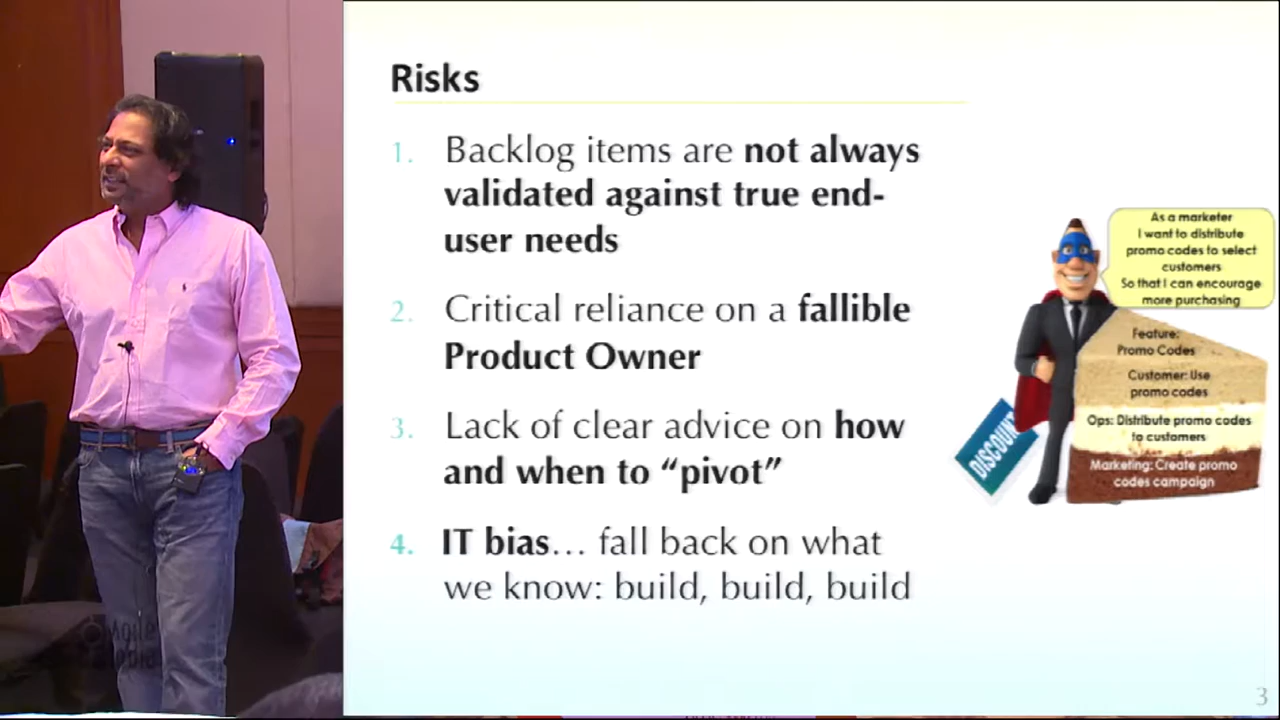 Risks
1. Backlog items are not always
validated against true end-
user needs
2. Critical reliance on a fallible
Product Owner
3. Lack of clear advice on how
and when to “pivot”
4. IT bias... fall back on what
we know: build, build, build
As a marketer
I want to distribute
promo codes to select
customers
So that I can encourage
more purchasing
Feature:
Promo Codes
Customer: Use
promo codes
Ops: Distribute promo codes
to customers
Marketing: Create promo
codes campaign
DISCOUNT
3